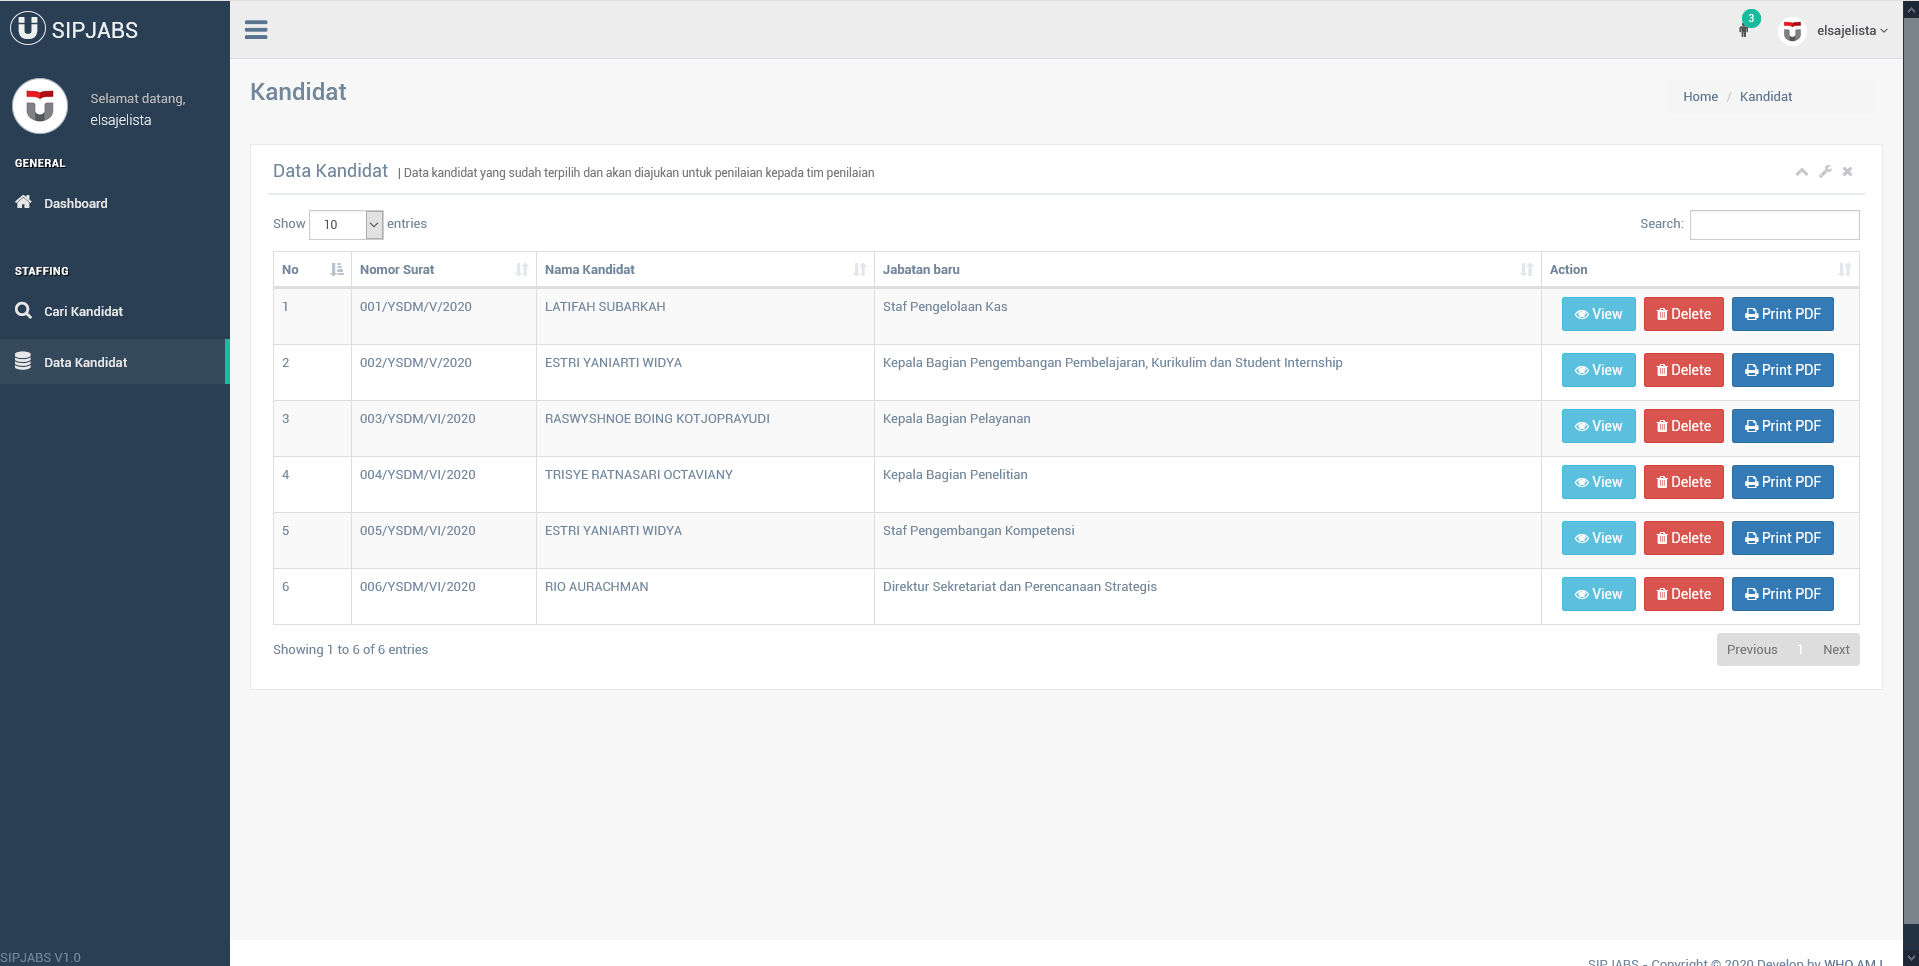 SIPJABS
3
elsajelista
Selamat datang,
elsajelista
GENERAL
Dashboard
STAFFING
Cari Kandidat
Data Kandidat
SIPJABS V1.0
Kandidat
Home / Kandidat
Data Kandidat | Data kandidat yang sudah terpilih dan akan diajukan untuk penilaian kepada tim penilaian
Show 10 entries
Search:
No Nomor Surat Nama Kandidat Jabatan baru Action
1 001/YSDM/V/2020 LATIFAH SUBARKAH Staf Pengelolaan Kas View Delete Print PDF
2 002/YSDM/V/2020 ESTRI YANIARTI WIDYA Kepala Bagian Pengembangan Pembelajaran, Kurikulim dan Student Internship View Delete Print PDF
3 003/YSDM/VI/2020 RASWYSHNOE BOING KOTJOPRAYUDI Kepala Bagian Pelayanan View Delete Print PDF
4 004/YSDM/VI/2020 TRISYE RATNASARI OCTAVIANY Kepala Bagian Penelitian View Delete Print PDF
5 005/YSDM/VI/2020 ESTRI YANIARTI WIDYA Staf Pengembangan Kompetensi View Delete Print PDF
6 006/YSDM/VI/2020 RIO AURACHMAN Direktur Sekretariat dan Perencanaan Strategis View Delete Print PDF
Showing 1 to 6 of 6 entries
Previous 1 Next
SIPJABS - Copyright © 2020 Develop by WHO AM I